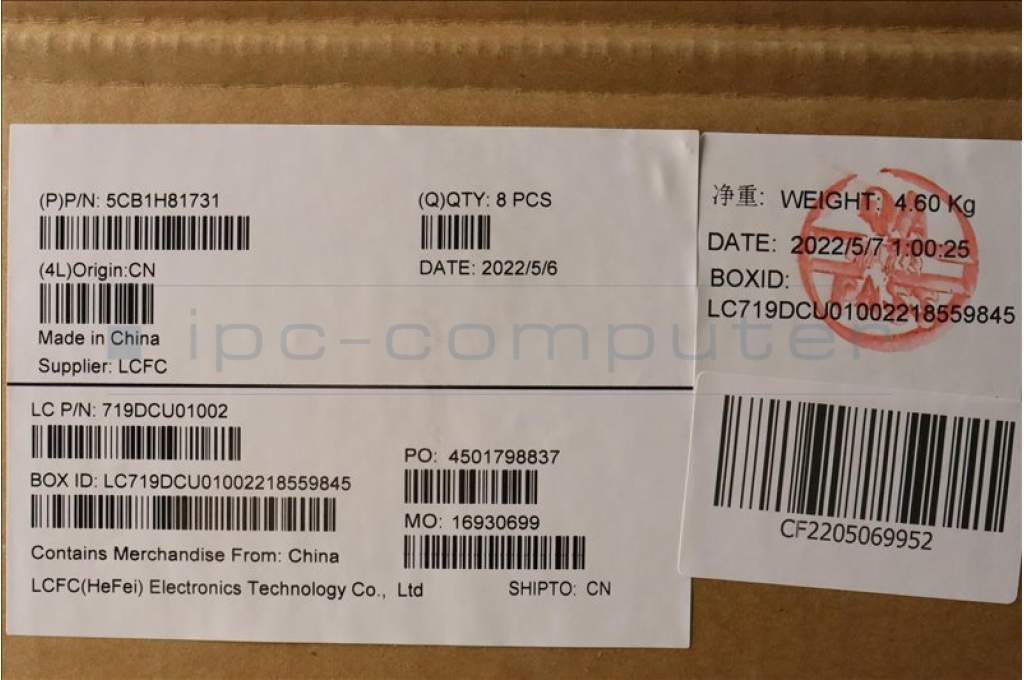 (P)P/N: 5CB1H81731
(Q)QTY: 8 PCS
(4L)Origin:CN
DATE: 2022/5/6
Made in China
Supplier: LCFC
LC P/N: 719DCU01002
PO: 4501798837
BOX ID: LC719DCU01002218559845
MO: 16930699
Contains Merchandise From: China
LCFC(HeFei) Electronics Technology Co., Ltd
SHIPTO: CN
净重: WEIGHT: 4.60 Kg
DATE: 2022/5/7 1:00:25
BOXID:
LC719DCU01002218559845
QA
PASS
CF2205069952
ipc-computer